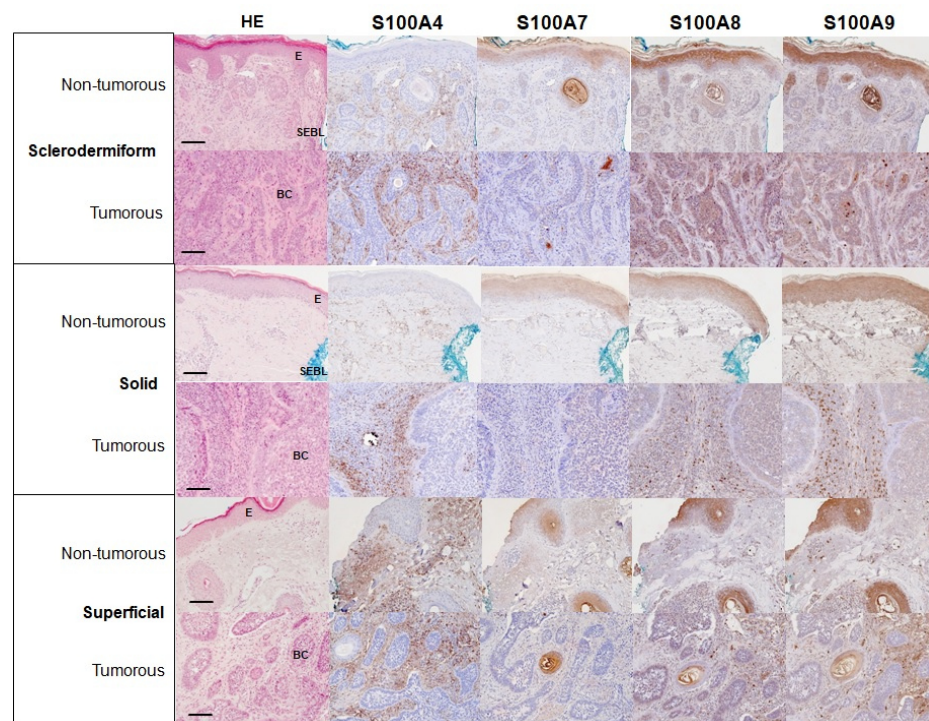 HE S100A4 S100A7 S100A8 S100A9
Non-tumorous
E
SEBL
Sclerodermiform
Tumorous
BC
Non-tumorous
E
SEBL
Solid
Tumorous
BC
Non-tumorous
E
Superficial
Tumorous
BC